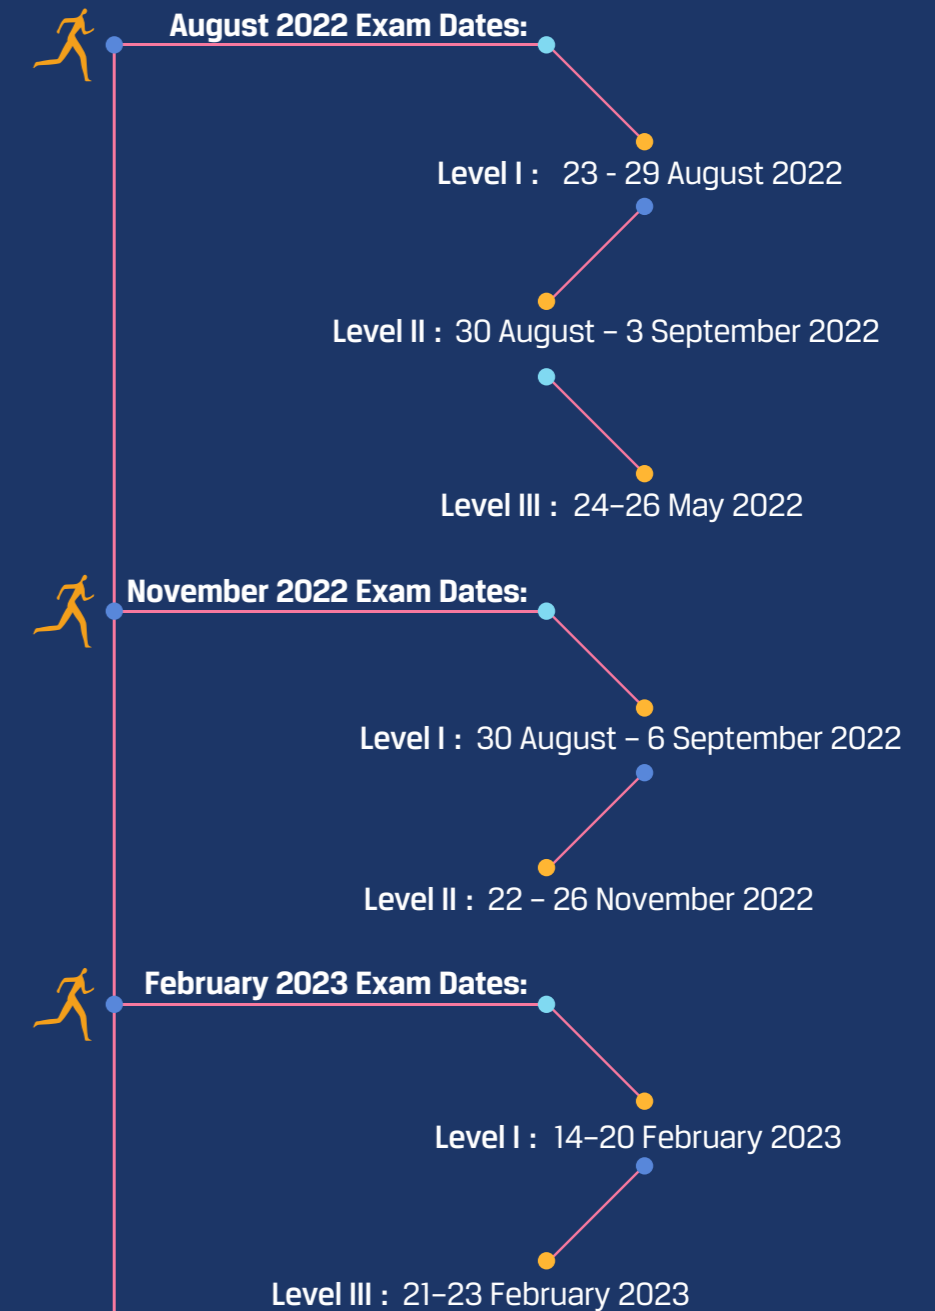 August 2022 Exam Dates:
Level I : 23 - 29 August 2022
Level II : 30 August – 3 September 2022
Level III : 24–26 May 2022
November 2022 Exam Dates:
Level I : 30 August – 6 September 2022
Level II : 22 – 26 November 2022
February 2023 Exam Dates:
Level I : 14–20 February 2023
Level III : 21–23 February 2023